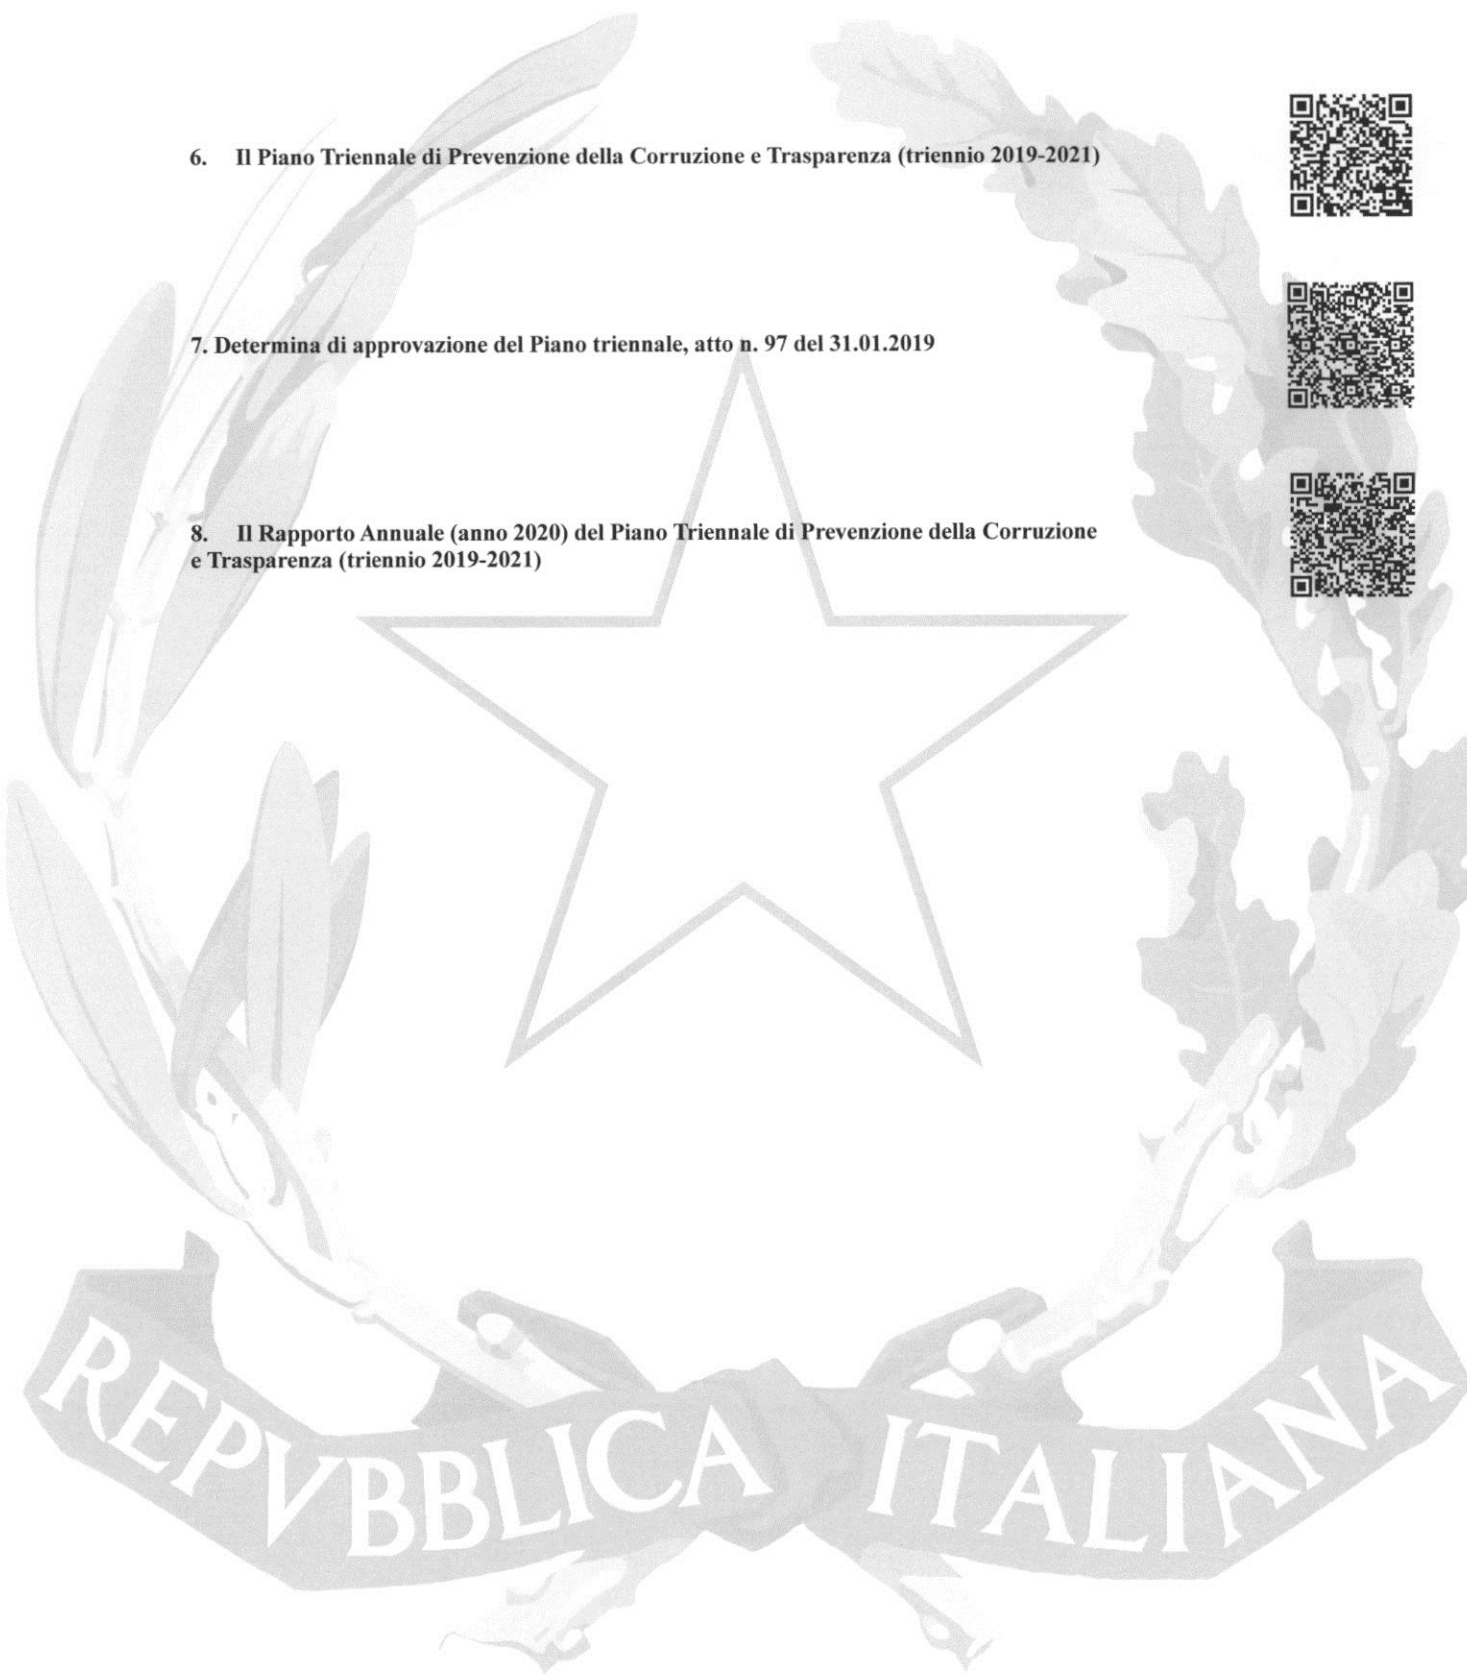 6. Il Piano Triennale di Prevenzione della Corruzione e Trasparenza (triennio 2019-2021)
7. Determina di approvazione del Piano triennale, atto n. 97 del 31.01.2019
8. Il Rapporto Annuale (anno 2020) del Piano Triennale di Prevenzione della Corruzione
e Trasparenza (triennio 2019-2021)
REPVBBLICA ITALIANA